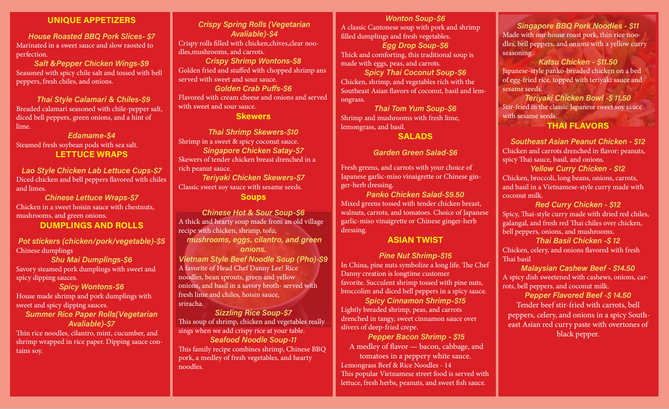 UNIQUE APPETIZERS
House Roasted BBQ Pork Slices- $7
Marinated in a sweet sauce and slow raosted to
perfection.
Salt &Pepper Chicken Wings-$9
Seasoned with spicy chile salt and tossed with bell
peppers, fresh chiles, and onions.
Thai Style Calamari & Chiles-$9
Breaded calamari seasoned with chile-pepper salt,
diced bell peppers, green onions, and a hint of
lime.
Edamame-$4
Steamed fresh soybean pods with sea salt.
LETTUCE WRAPS
Lao Style Chicken Lab Lettuce Cups-$7
Diced chicken and bell peppers flavored with chiles
and limes.
Chinese Lettuce Wraps-$7
Chicken in a sweet hoisin sauce with chestnuts,
mushrooms, and green onions.
DUMPLINGS AND ROLLS
Pot stickers (chicken/pork/vegetable)-$5
Chinese dumplings
Shu Mai Dumplings-$6
Savory steamed pork dumplings with sweet and
spicy dipping sauces.
Spicy Wontons-$6
House made shrimp and pork dumplings with
sweet and spicy dipping sauces.
Summer Rice Paper Rolls(Vegetarian
Avaliable)-$7
Thin rice noodles, cilantro, mint, cucumber, and
shrimp wrapped in rice paper. Dipping sauce con-
tains soy.
Crispy Spring Rolls (Vegetarian
Avaliable)-$4
Crispy rolls filled with chicken,chives,clear noo-
dles,mushrooms, and carrots.
Crispy Shrimp Wontons-$8
Golden fried and stuffed with chopped shrimp ans
served with sweet and sour sauce.
Golden Crab Puffs-$6
Flavored with cream cheese and onions and served
with sweet and sour sauce.
Skewers
Thai Shrimp Skewers-$10
Shrimp in a sweet & spicy coconut sauce.
Singapore Chicken Satay-$7
Skewers of tender chicken breast drenched in a
rich peanut sauce.
Teriyaki Chicken Skewers-$7
Classic sweet soy sauce with sesame seeds.
Soups
Chinese Hot & Sour Soup-$6
A thick and hearty soup made from an old village
recipe with chicken, shrimp, tofu,
mushrooms, eggs, cilantro, and green
onions.
Vietnam Style Beef Noodle Soup (Pho)-$9
A favorite of Head Chef Danny Lee! Rice
noodles, bean sprouts, green and yellow
onions, and basil in a savory broth- served with
fresh lime and chiles, hoisin sauce,
sriracha.
Sizzling Rice Soup-$7
This soup of shrimp, chicken and vegetables really
sings when we add crispy rice at your table.
Seafood Noodle Soup-11
This family recipe combines shrimp, Chinese BBQ
pork, a medley of fresh vegetables, and hearty
noodles.
Wonton Soup-$6
A classic Cantonese soup with pork and shrimp
filled dumplings and fresh vegetables.
Egg Drop Soup-$6
Thick and comforting, this traditional soup is
made with eggs, peas, and carrots.
Spicy Thai Coconut Soup-$6
Chicken, shrimp, and vegetables rich with the
Southeast Asian flavors of coconut, basil and lem-
ongrass.
Thai Tom Yum Soup-$6
Shrimp and mushrooms with fresh lime,
lemongrass, and basil.
SALADS
Garden Green Salad-$6
Fresh greens, and carrots with your choice of
Japanese garlic-miso vinaigrette or Chinese gin-
ger-herb dressing.
Panko Chicken Salad-$9.50
Mixed greens tossed with tender chicken breast,
walnuts, carrots, and tomatoes. Choice of Japanese
garlic-miso vinaigrette or Chinese ginger-herb
dressing.
ASIAN TWIST
Pine Nut Shrimp-$15
In China, pine nuts symbolize a long life. The Chef
Danny creation is longtime customer
favorite. Succulent shrimp tossed with pine nuts,
broccolim and diced bell peppers in a spicy sauce.
Spicy Cinnamon Shrimp-$15
Lightly breaded shrimp, peas, and carrots
drenched in tangy, sweet cinnamon sauce over
slivers of deep-fried crepe.
Pepper Bacon Shrimp - $15
A medley of flavor — bacon, cabbage, and
tomatoes in a peppery white sauce.
Lemongrass Beef & Rice Noodles - 14
This popular Vietnamese street food is served with
lettuce, fresh herbs, peanuts, and sweet fish sauce.
Singapore BBQ Pork Noodles - $11
Made with our house roast pork, thin rice noo-
dles, bell peppers, and onions with a yellow curry
seasoning.
Katsu Chicken - $11.50
Japanese-style panko-breaded chicken on a bed
of egg-fried rice, topped with teriyaki sauce and
sesame seeds.
Teriyaki Chicken Bowl -$ 11.50
Stir-fried in the classic Japanese sweet soy sauce
with sesame seeds.
THAI FLAVORS
Southeast Asian Peanut Chicken - $12
Chicken and carrots drenched in flavor: peanuts,
spicy Thai sauce, basil, and onions.
Yellow Curry Chicken - $12
Chicken, broccoli, long beans, onions, carrots,
and basil in a Vietnamese-style curry made with
coconut milk.
Red Curry Chicken - $12
Spicy, Thai-style curry made with dried red chiles,
galangal, and fresh red Thai chiles over chicken,
bell peppers, onions, and mushrooms.
Thai Basil Chicken -$ 12
Chicken, celery, and onions flavored with fresh
Thai basil
Malaysian Cashew Beef - $14.50
A spicy dish sweetened with cashews, onions, car-
rots, bell peppers, and coconut milk.
Pepper Flavored Beef -$ 14.50
Tender beef stir-fried with carrots, bell
peppers, celery, and onions in a spicy South-
east Asian red curry paste with overtones of
black pepper.